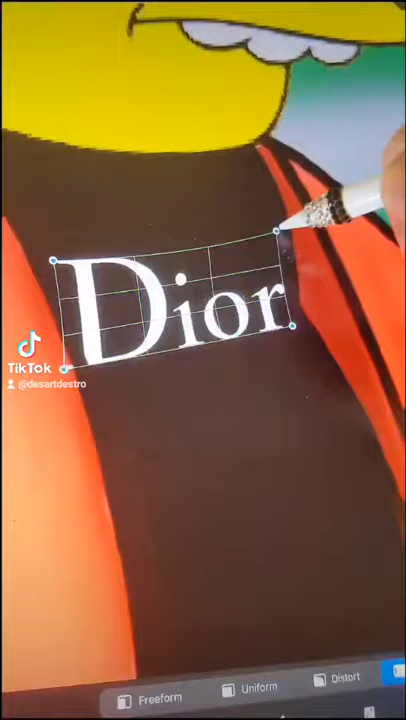 Dior
TikTok
@desartdestro
Freeform
Uniform
Distort